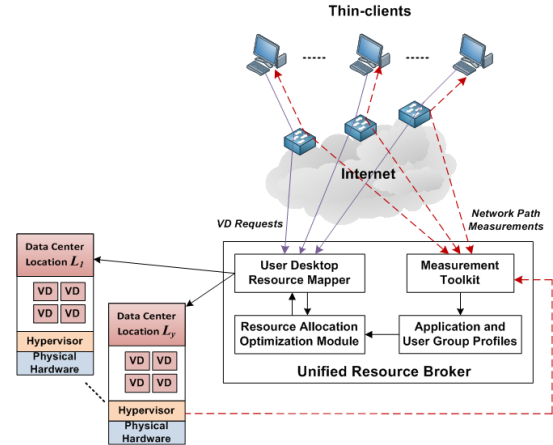 Thin-clients
Internet
VD Requests
Network Path
Measurements
User Desktop
Resource Mapper
Measurement
Toolkit
Resource Allocation
Optimization Module
Application and
User Group Profiles
Unified Resource Broker
Data Center
Location L1
VD VD
VD VD
Hypervisor
Physical
Hardware
Data Center
Location Ly
VD VD
VD VD
Hypervisor
Physical
Hardware